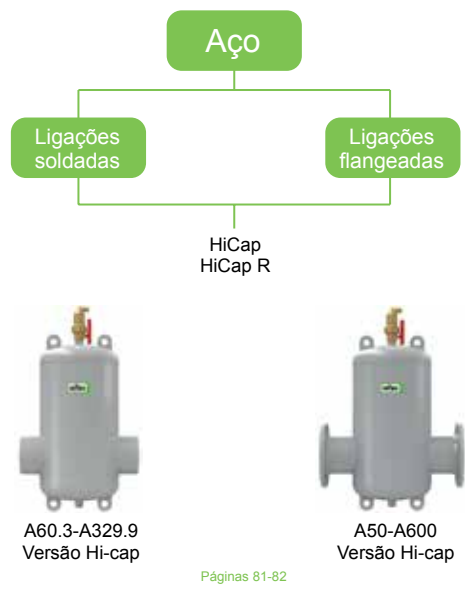 Aço
Ligações
soldadas
Ligações
flangeadas
HiCap
HiCap R
A60.3-A329.9
Versão Hi-cap
A50-A600
Versão Hi-cap
Páginas 81-82